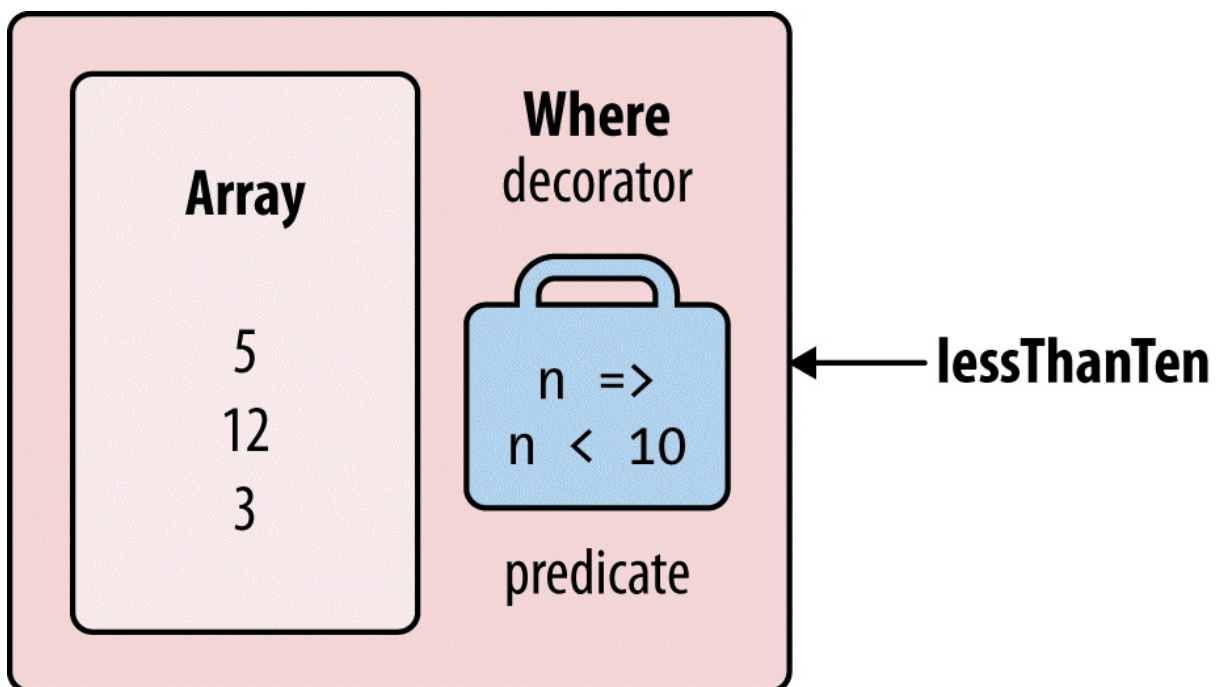 Array
5
12
3
Where
decorator
n =>
n < 10
predicate
lessThanTen